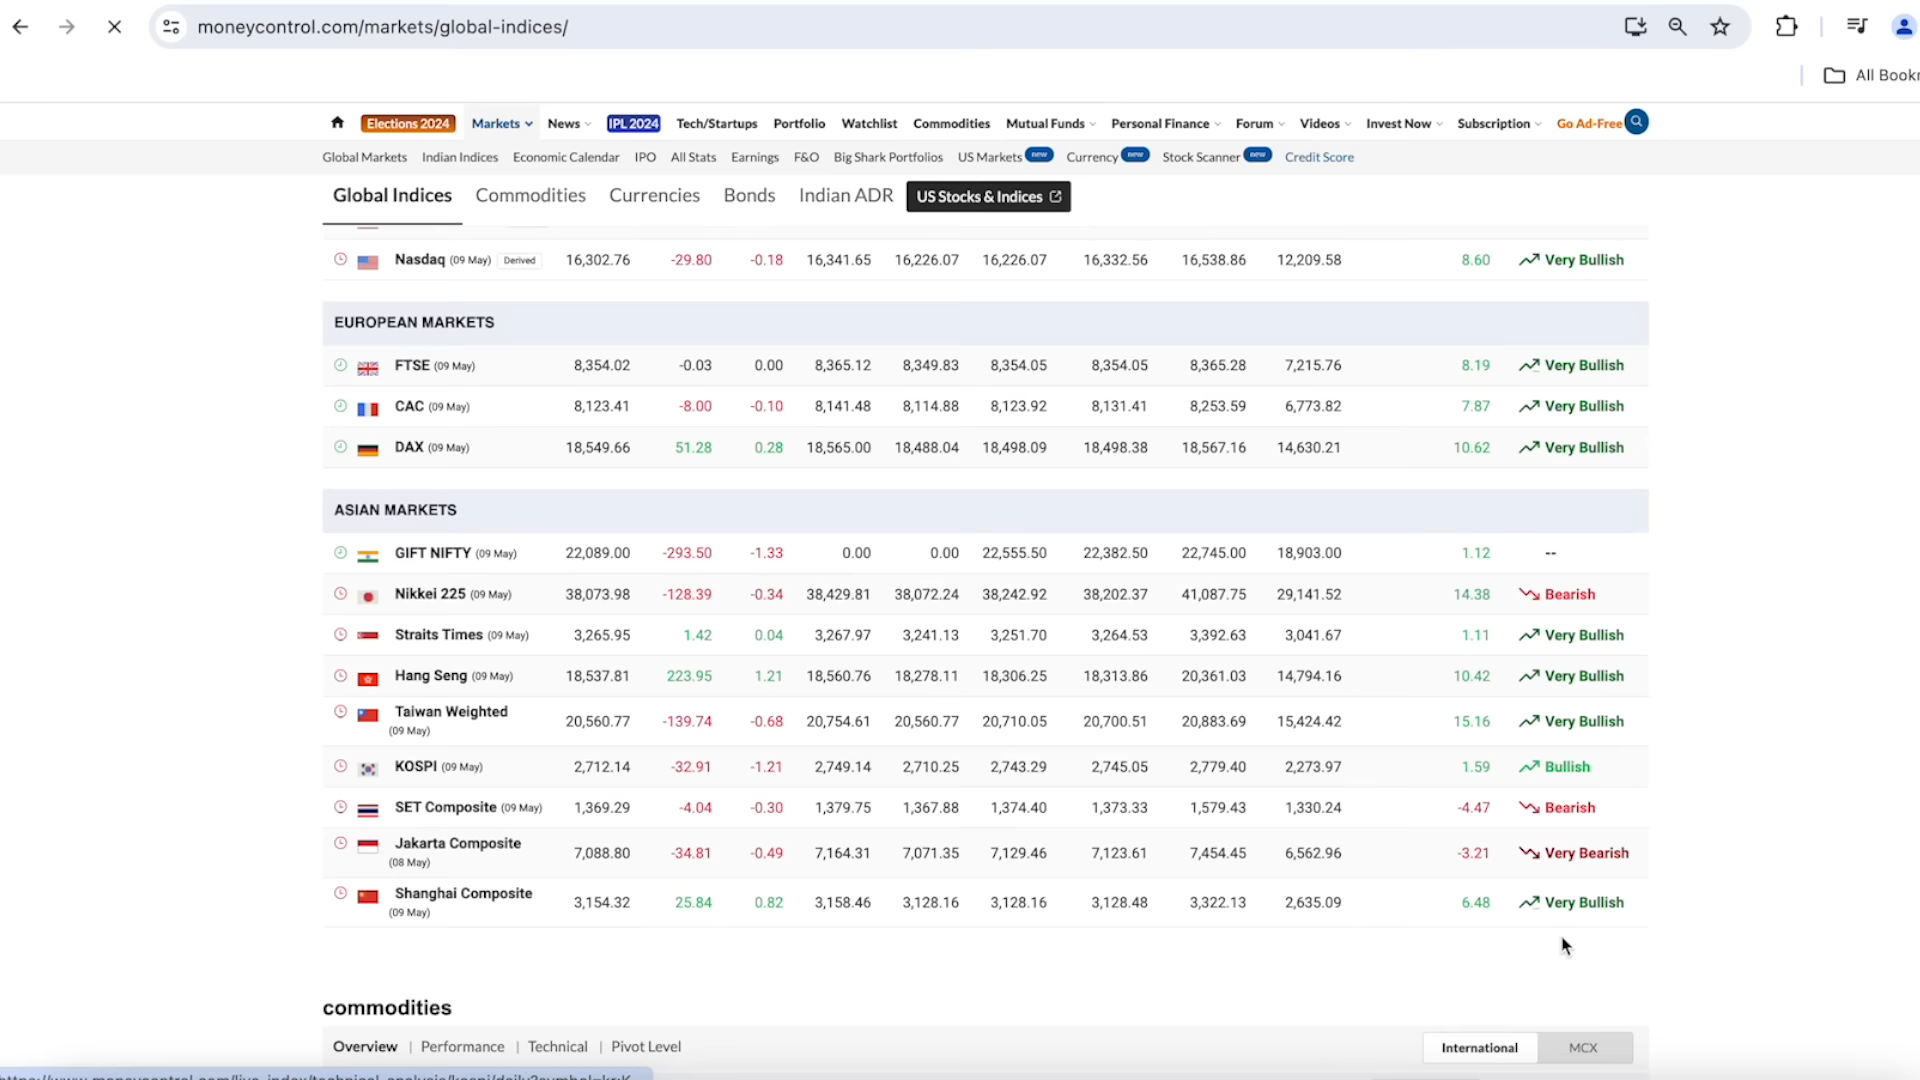 moneycontrol.com/markets/global-indices/
All Bookr
Elections 2024 Markets News IPL 2024 Tech/Startups Portfolio Watchlist Commodities Mutual Funds Personal Finance Forum Videos Invest Now Subscription Go Ad-Free
Global Markets Indian Indices Economic Calendar IPO All Stats Earnings F&O Big Shark Portfolios US Markets new Currency new Stock Scanner new Credit Score
Global Indices Commodities Currencies Bonds Indian ADR US Stocks & Indices
Nasdaq (09 May) Derived 16,302.76 -29.80 -0.18 16,341.65 16,226.07 16,226.07 16,332.56 16,538.86 12,209.58 8.60 Very Bullish
EUROPEAN MARKETS
FTSE (09 May) 8,354.02 -0.03 0.00 8,365.12 8,349.83 8,354.05 8,354.05 8,365.28 7,215.76 8.19 Very Bullish
CAC (09 May) 8,123.41 -8.00 -0.10 8,141.48 8,114.88 8,123.92 8,131.41 8,253.59 6,773.82 7.87 Very Bullish
DAX (09 May) 18,549.66 51.28 0.28 18,565.00 18,488.04 18,498.09 18,498.38 18,567.16 14,630.21 10.62 Very Bullish
ASIAN MARKETS
GIFT NIFTY (09 May) 22,089.00 -293.50 -1.33 0.00 0.00 22,555.50 22,382.50 22,745.00 18,903.00 1.12 --
Nikkei 225 (09 May) 38,073.98 -128.39 -0.34 38,429.81 38,072.24 38,242.92 38,202.37 41,087.75 29,141.52 14.38 Bearish
Straits Times (09 May) 3,265.95 1.42 0.04 3,267.97 3,241.13 3,251.70 3,264.53 3,392.63 3,041.67 1.11 Very Bullish
Hang Seng (09 May) 18,537.81 223.95 1.21 18,560.76 18,278.11 18,306.25 18,313.86 20,361.03 14,794.16 10.42 Very Bullish
Taiwan Weighted (09 May) 20,560.77 -139.74 -0.68 20,754.61 20,560.77 20,710.05 20,700.51 20,883.69 15,424.42 15.16 Very Bullish
KOSPI (09 May) 2,712.14 -32.91 -1.21 2,749.14 2,710.25 2,743.29 2,745.05 2,779.40 2,273.97 1.59 Bullish
SET Composite (09 May) 1,369.29 -4.04 -0.30 1,379.75 1,367.88 1,374.40 1,373.33 1,579.43 1,330.24 -4.47 Bearish
Jakarta Composite (08 May) 7,088.80 -34.81 -0.49 7,164.31 7,071.35 7,129.46 7,123.61 7,454.45 6,562.96 -3.21 Very Bearish
Shanghai Composite (09 May) 3,154.32 25.84 0.82 3,158.46 3,128.16 3,128.16 3,128.48 3,322.13 2,635.09 6.48 Very Bullish
commodities
Overview | Performance | Technical | Pivot Level International MCX